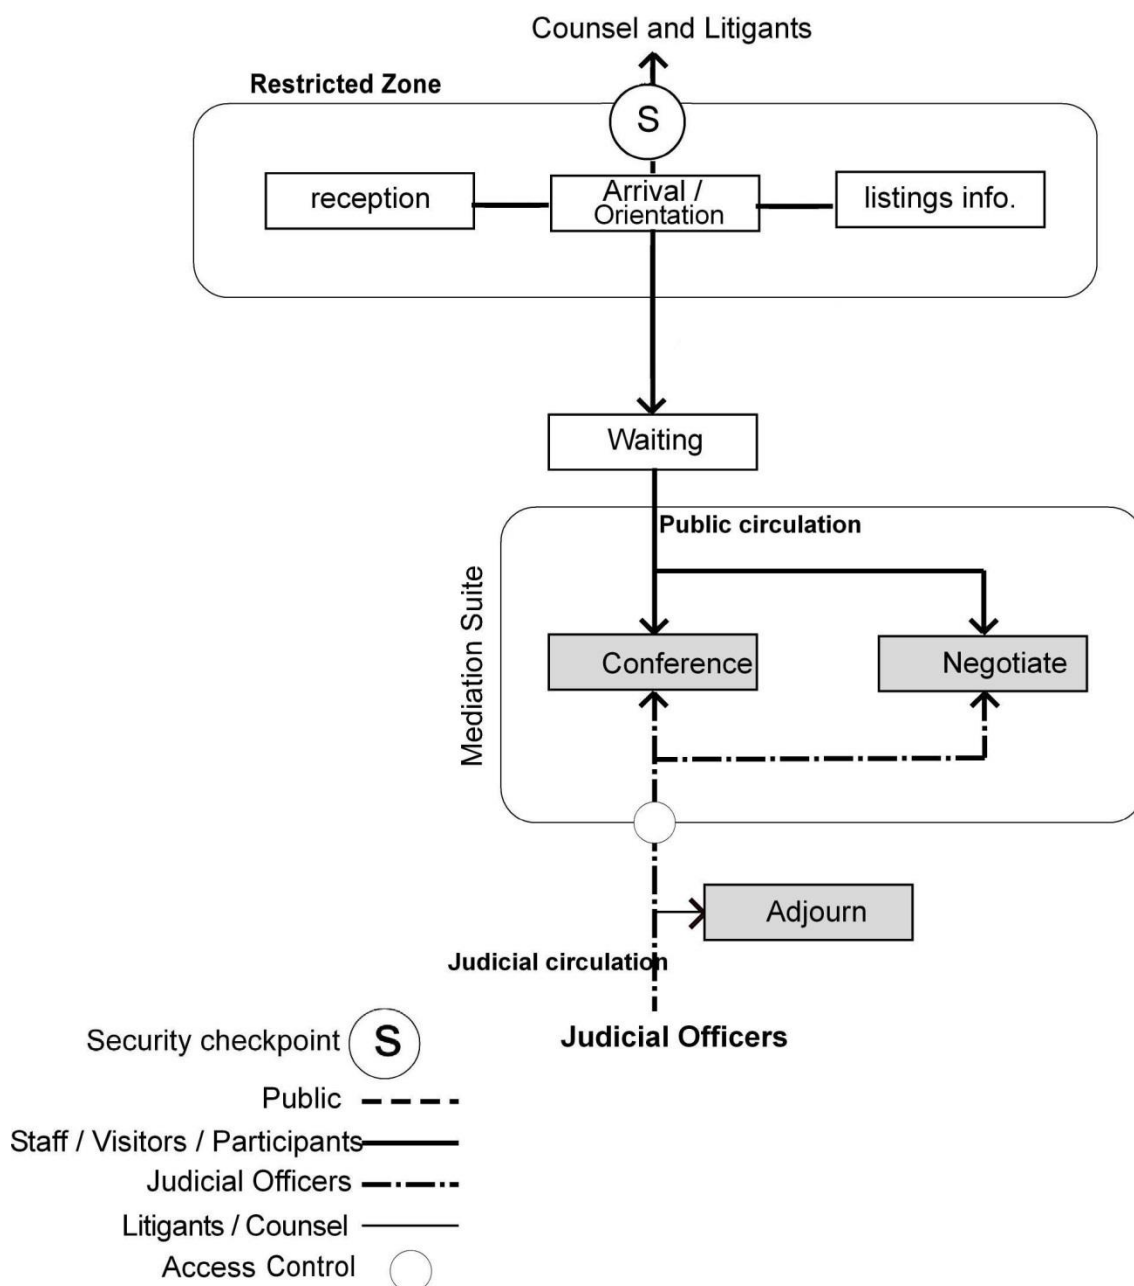 Counsel and Litigants
Restricted Zone
S
reception
Arrival /
Orientation
listings info.
Waiting
Public circulation
Mediation Suite
Conference
Negotiate
Adjourn
Judicial circulation
Judicial Officers
Security checkpoint S
Public
Staff / Visitors / Participants
Judicial Officers
Litigants / Counsel
Access Control